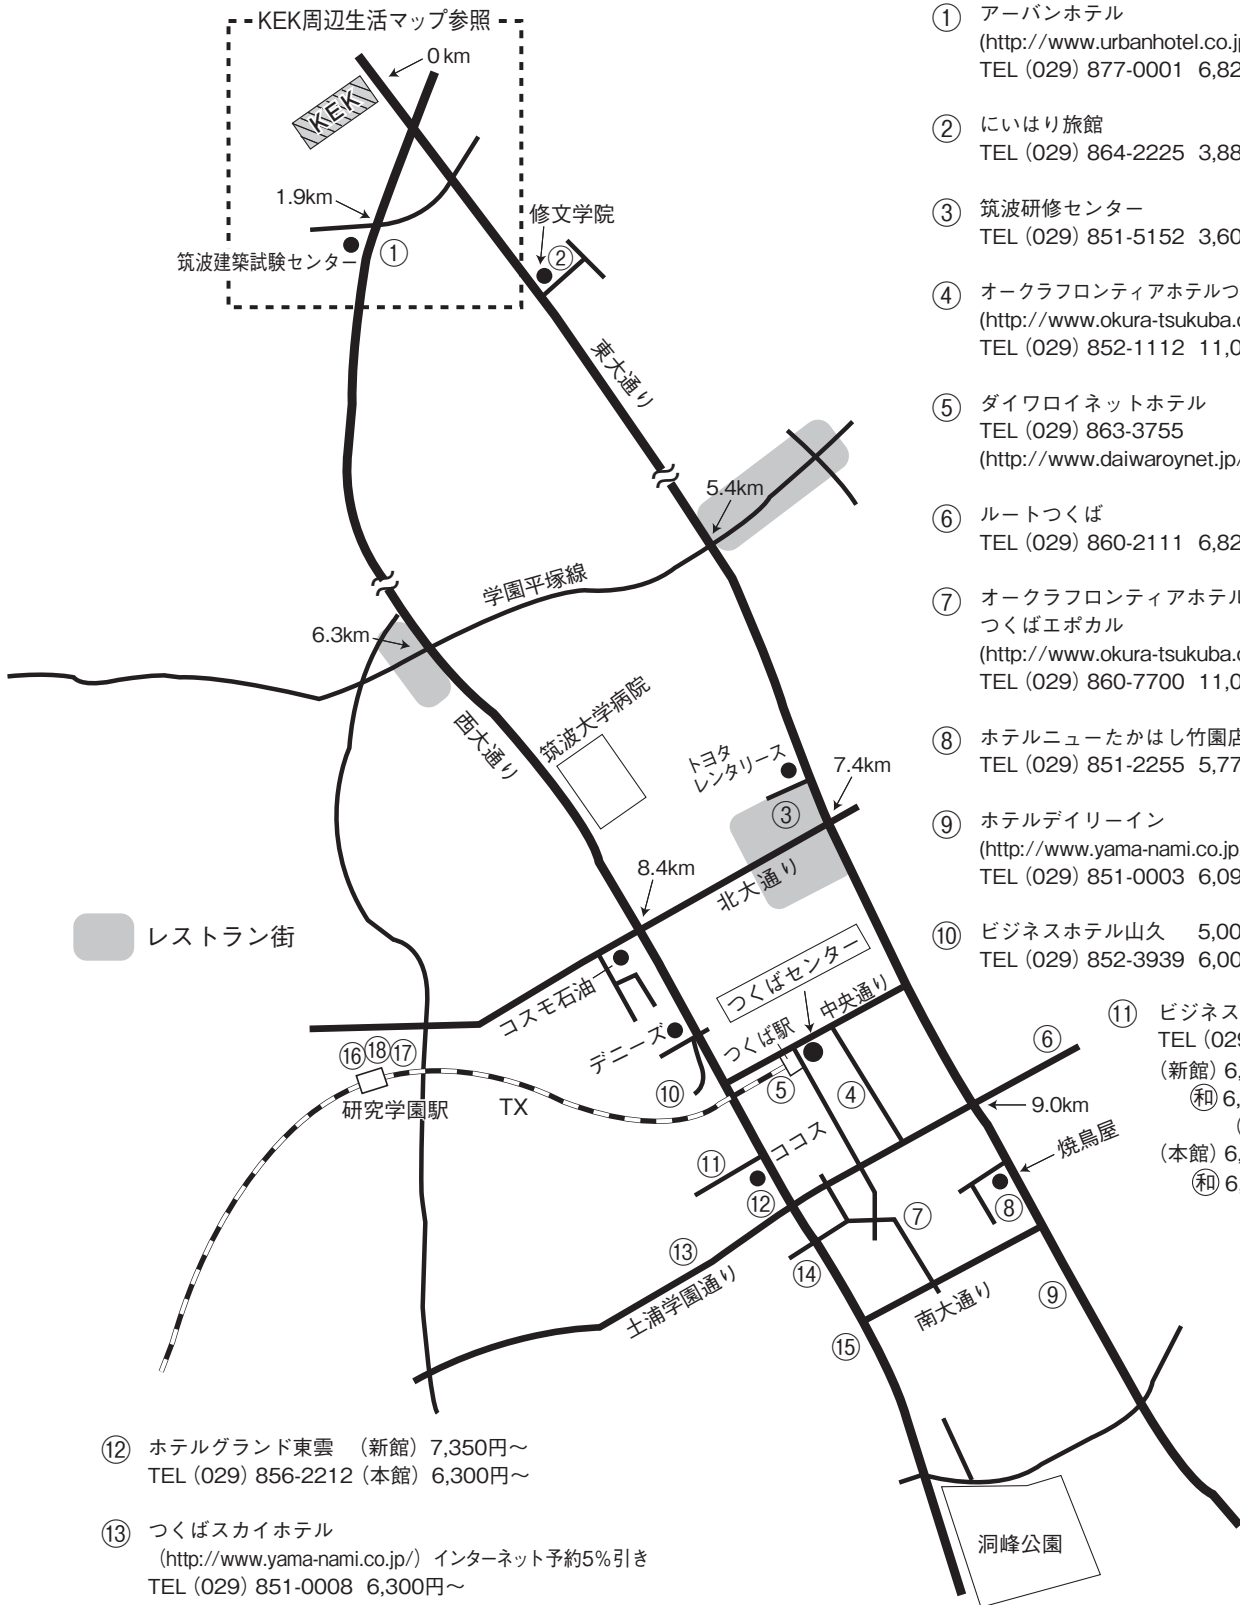 KEK周辺生活マップ参照
0km
KEK
1.9km
筑波建築試験センター
①
修文学院
②
東大通り
5.4km
学園平塚線
6.3km
西大通り
筑波大学病院
トヨタ
レンタリース
7.4km
③
8.4km
北大通り
レストラン街
コスモ石油
つくばセンター
中央通り
つくば駅
デニーズ
⑯⑱⑰
研究学園駅
TX
⑩
⑤
④
⑥
9.0km
ココス
焼鳥屋
⑪
⑫
⑧
⑦
⑬
⑭
土浦学園通り
南大通り
⑨
⑮
洞峰公園
① アーバンホテル
(http://www.urbanhotel.co.jp
TEL (029) 877-0001 6,82
② にいはり旅館
TEL (029) 864-2225 3,88
③ 筑波研修センター
TEL (029) 851-5152 3,60
④ オークラフロンティアホテルつ
(http://www.okura-tsukuba.c
TEL (029) 852-1112 11,0
⑤ ダイワロイネットホテル
TEL (029) 863-3755
(http://www.daiwaroynet.jp/
⑥ ルートつくば
TEL (029) 860-2111 6,82
⑦ オークラフロンティアホテル
つくばエポカル
(http://www.okura-tsukuba.c
TEL (029) 860-7700 11,0
⑧ ホテルニューたかはし竹園店
TEL (029) 851-2255 5,77
⑨ ホテルデイリーイン
(http://www.yama-nami.co.jp
TEL (029) 851-0003 6,09
⑩ ビジネスホテル山久 5,00
TEL (029) 852-3939 6,00
⑪ ビジネス
TEL (029
(新館) 6,
㊐ 6,
(
(本館) 6,
㊐ 6,
⑫ ホテルグランド東雲 (新館) 7,350円〜
TEL (029) 856-2212 (本館) 6,300円〜
⑬ つくばスカイホテル
(http://www.yama-nami.co.jp/) インターネット予約5%引き
TEL (029) 851-0008 6,300円〜